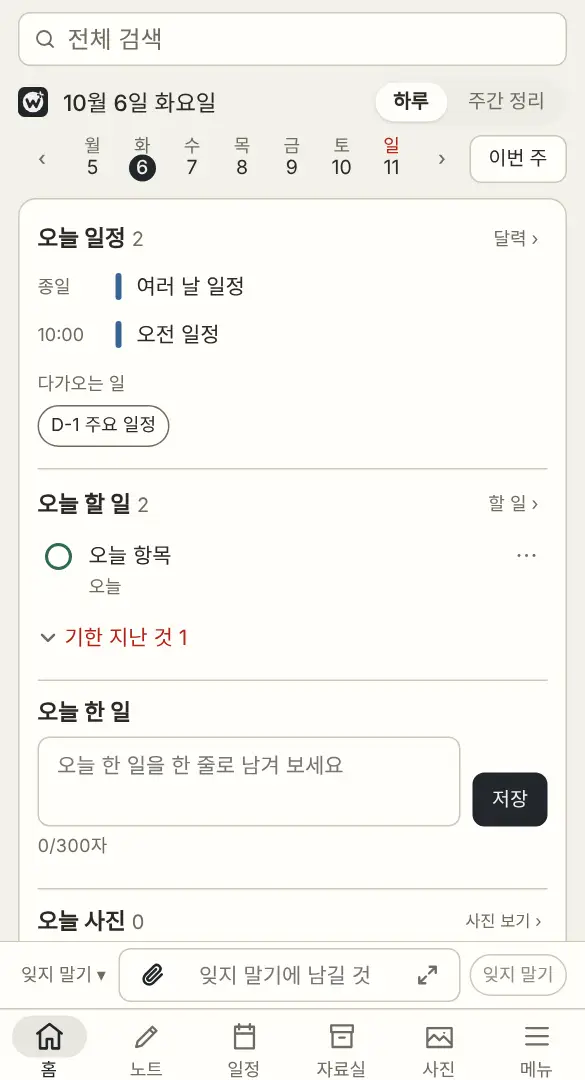 전체 검색
10월 6일 화요일
하루
주간 정리
‹ 월 화 수 목 금 토 일 ›
5 6 7 8 9 10 11
이번 주
오늘 일정 2
달력 ›
종일 여러 날 일정
10:00 오전 일정
다가오는 일
D-1 주요 일정
오늘 할 일 2
할 일 ›
오늘 항목
···
오늘
기한 지난 것 1
오늘 한 일
오늘 한 일을 한 줄로 남겨 보세요
저장
0/300자
오늘 사진 0
사진 보기 ›
잊지 말기 ▾
잊지 말기에 남길 것
잊지 말기
홈 노트 일정 자료실 사진 메뉴